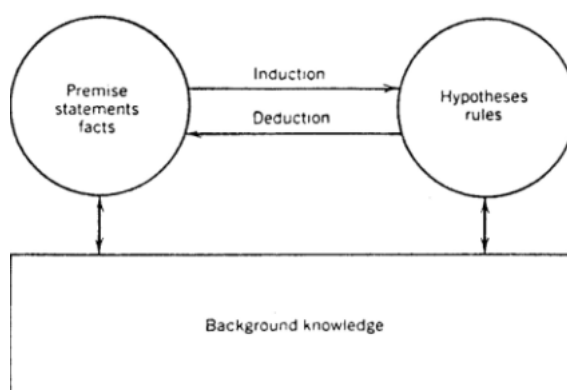 Premise
statements
facts
Induction
Deduction
Hypotheses
rules
Background knowledge